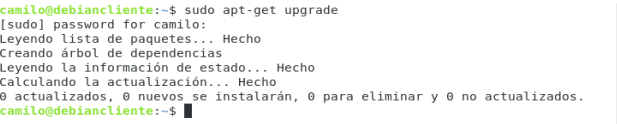 camilo@debiancliente:~$ sudo apt-get upgrade
[sudo] password for camilo:
Leyendo lista de paquetes... Hecho
Creando árbol de dependencias
Leyendo la información de estado... Hecho
Calculando la actualización... Hecho
0 actualizados, 0 nuevos se instalarán, 0 para eliminar y 0 no actualizados.
camilo@debiancliente:~$